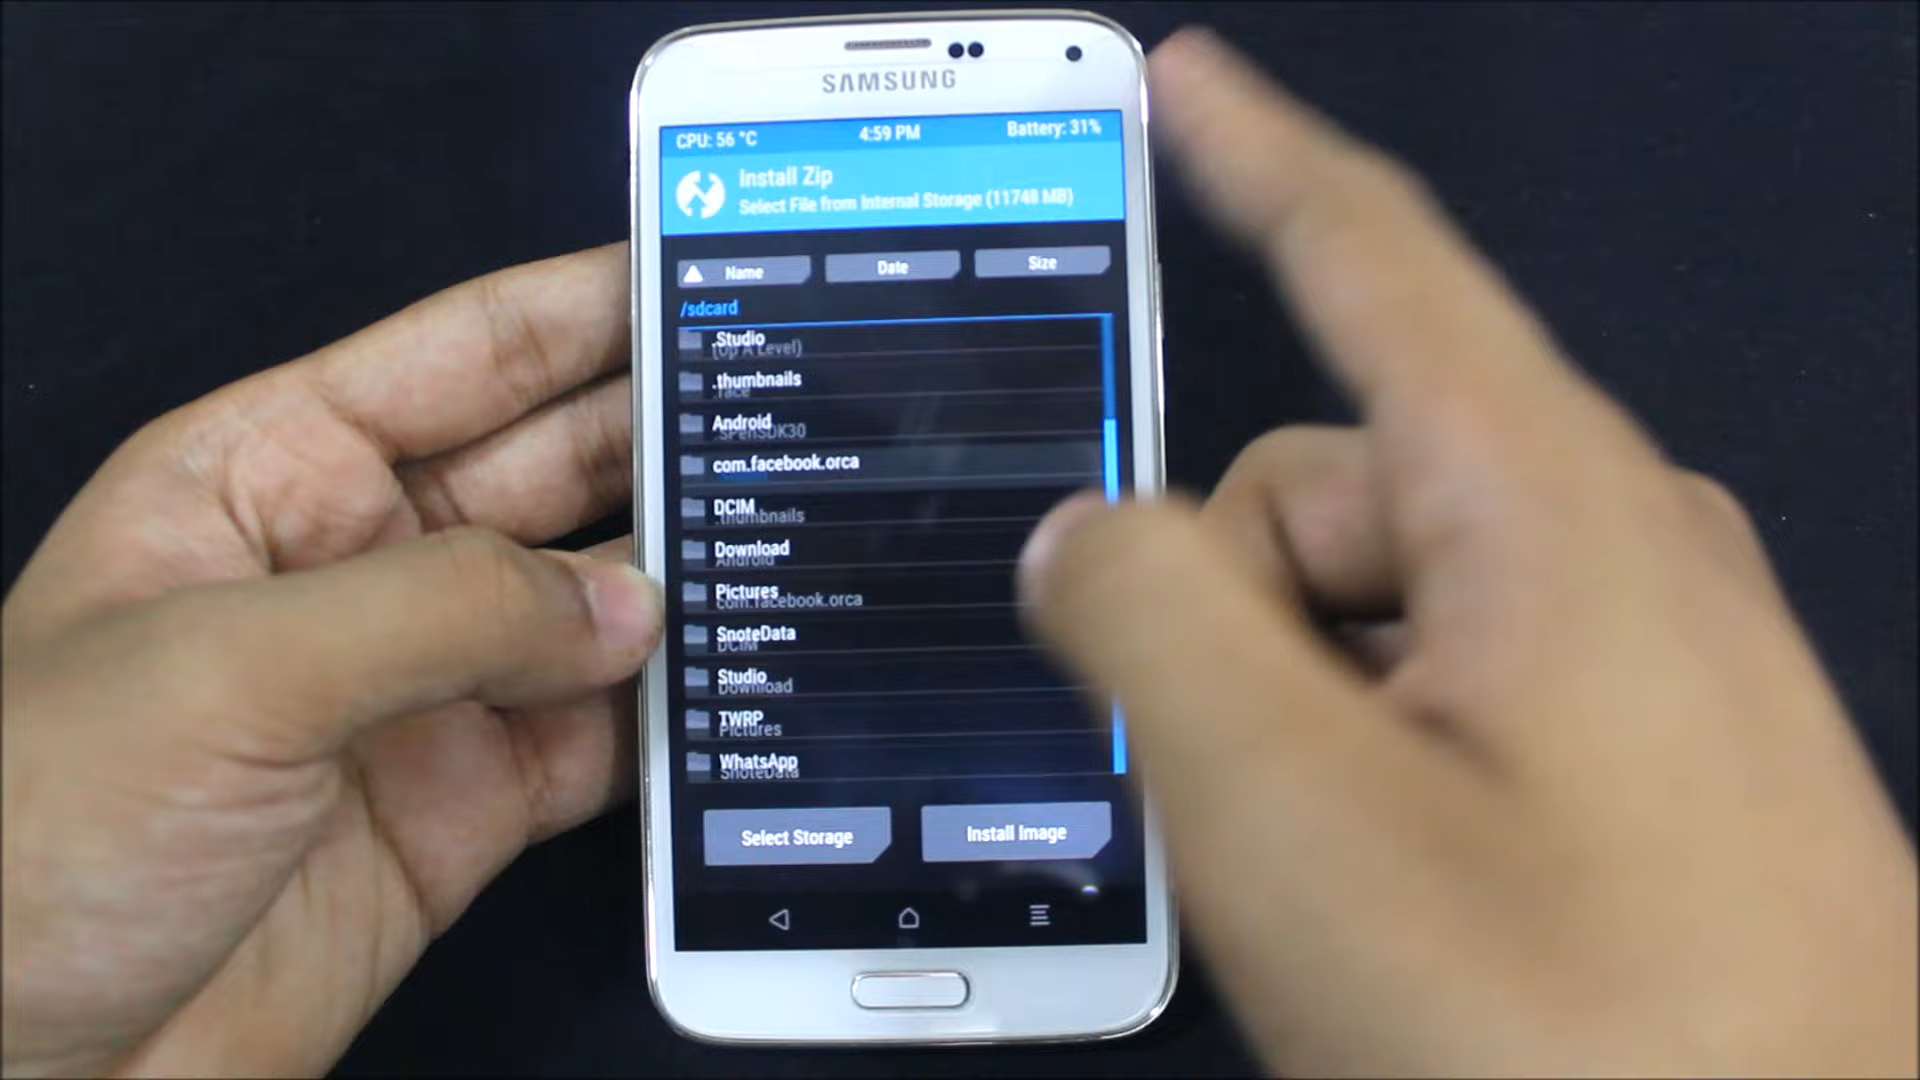 SAMSUNG
CPU: 56 °C 4:59 PM Battery: 31%
Install Zip
Select File from Internal Storage (11748 MB)
Name Date Size
/sdcard
.Studio
(Up A Level)
.thumbnails
.face
Android
.SPenSDK30
com.facebook.orca
DCIM
.thumbnails
Download
Android
Pictures
com.facebook.orca
SnoteData
DCIM
Studio
Download
TWRP
Pictures
WhatsApp
SnoteData
Select Storage Install Image